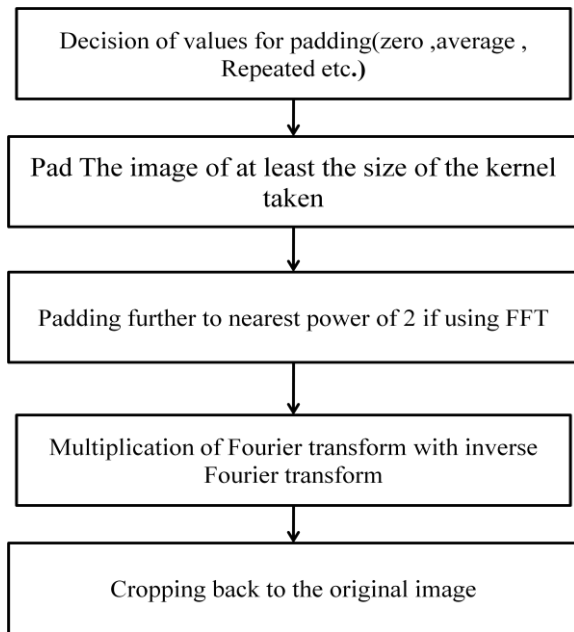 Decision of values for padding(zero ,average ,
Repeated etc.)
Pad The image of at least the size of the kernel
taken
Padding further to nearest power of 2 if using FFT
Multiplication of Fourier transform with inverse
Fourier transform
Cropping back to the original image